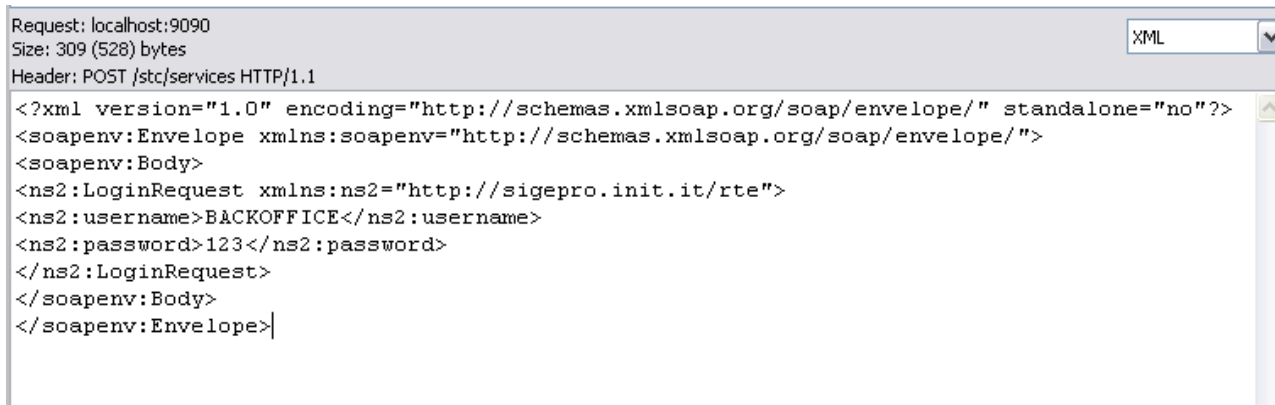 Request: localhost:9090
Size: 309 (528) bytes
XML
Header: POST /stc/services HTTP/1.1
<?xml version="1.0" encoding="http://schemas.xmlsoap.org/soap/envelope/" standalone="no"?>
<soapenv:Envelope xmlns:soapenv="http://schemas.xmlsoap.org/soap/envelope/">
<soapenv:Body>
<ns2:LoginRequest xmlns:ns2="http://sigepro.init.it/rte">
<ns2:username>BACKOFFICE</ns2:username>
<ns2:password>123</ns2:password>
</ns2:LoginRequest>
</soapenv:Body>
</soapenv:Envelope>